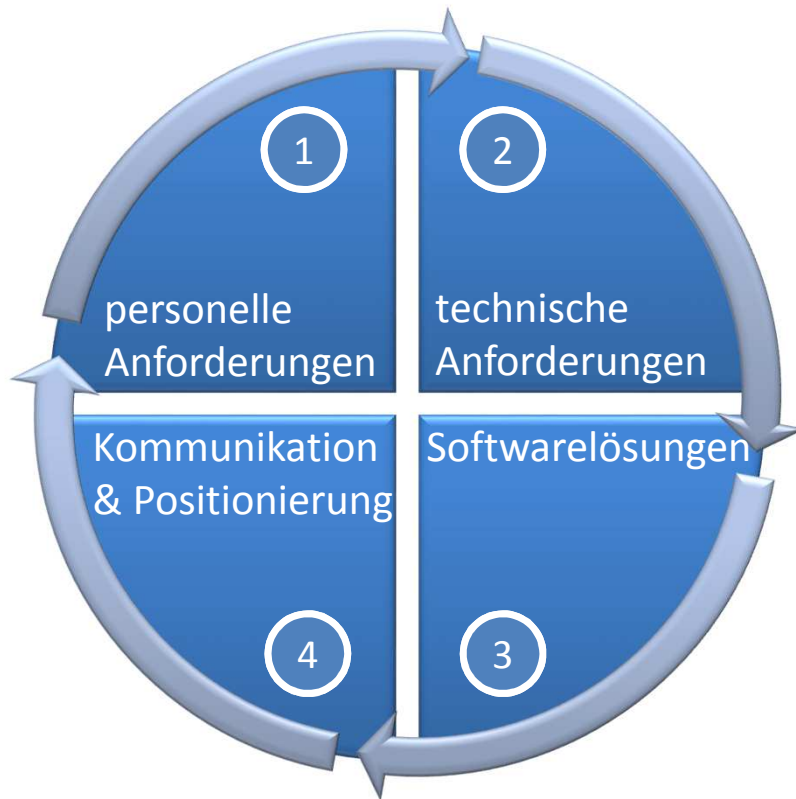 1
personelle
Anforderungen
2
technische
Anforderungen
Softwarelösungen
3
Kommunikation
& Positionierung
4